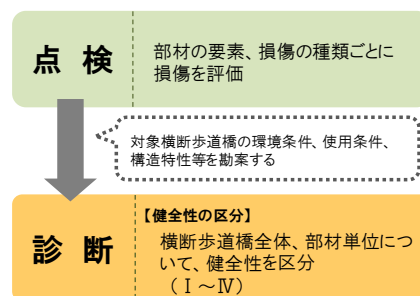 点 検
部材の要素、損傷の種類ごとに
損傷を評価
対象横断歩道橋の環境条件、使用条件、
構造特性等を勘案する
診 断
【健全性の区分】
横断歩道橋全体、部材単位につ
いて、健全性を区分
（Ⅰ～Ⅳ）